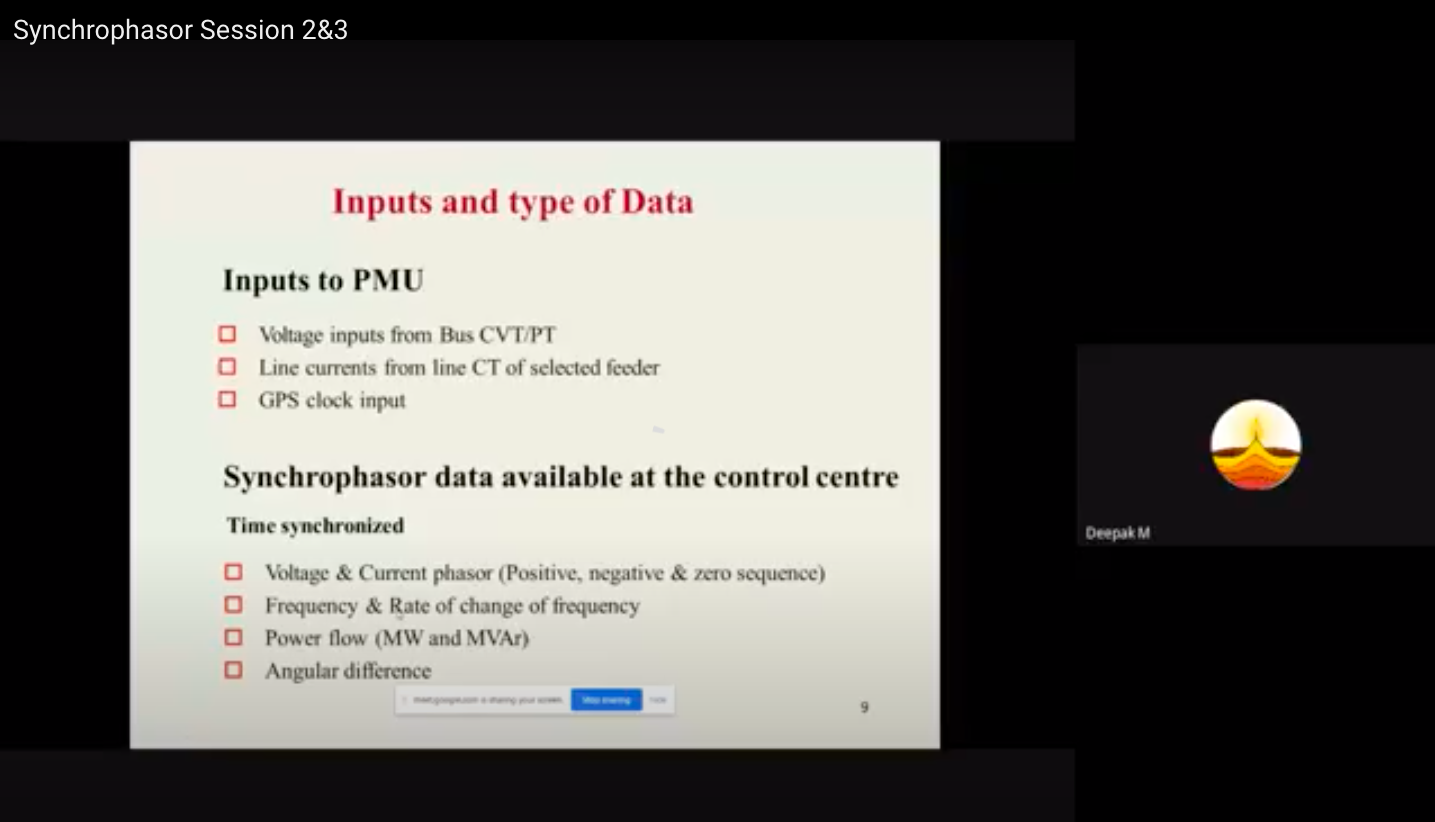 Synchrophasor Session 2&3
Inputs and type of Data
Inputs to PMU
Voltage inputs from Bus CVT/PT
Line currents from line CT of selected feeder
GPS clock input
Synchrophasor data available at the control centre
Time synchronized
Voltage & Current phasor (Positive, negative & zero sequence)
Frequency & Rate of change of frequency
Power flow (MW and MVAr)
Angular difference
meet.google.com is sharing your screen.
Stop sharing
Hide
9
Deepak M